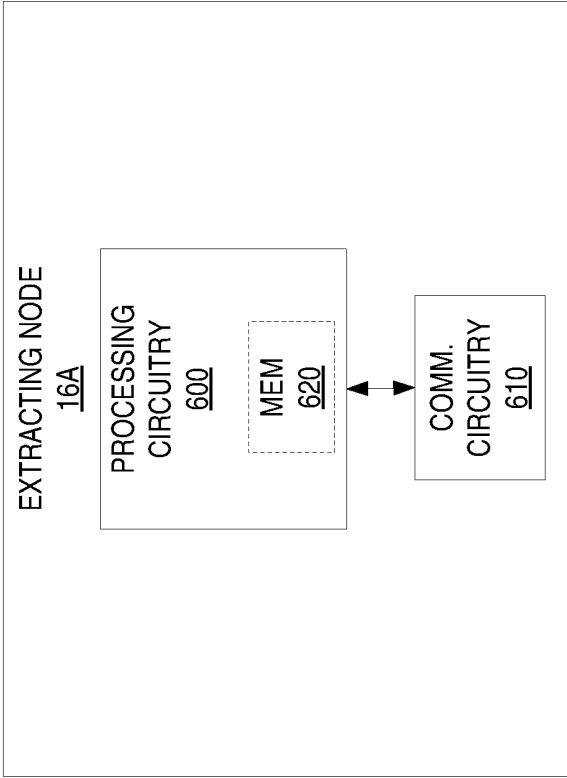 EXTRACTING NODE
16A
PROCESSING
CIRCUITRY
600
MEM
620
COMM.
CIRCUITRY
610